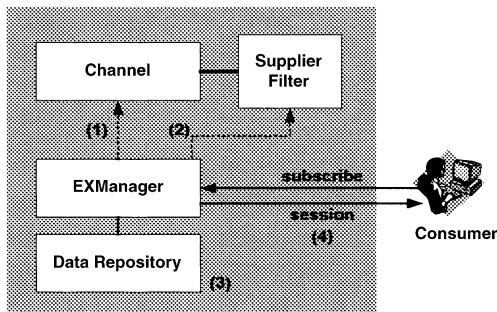 Channel
Supplier
Filter
(1)
(2)
EXManager
subscribe
session
(4)
Consumer
Data Repository
(3)